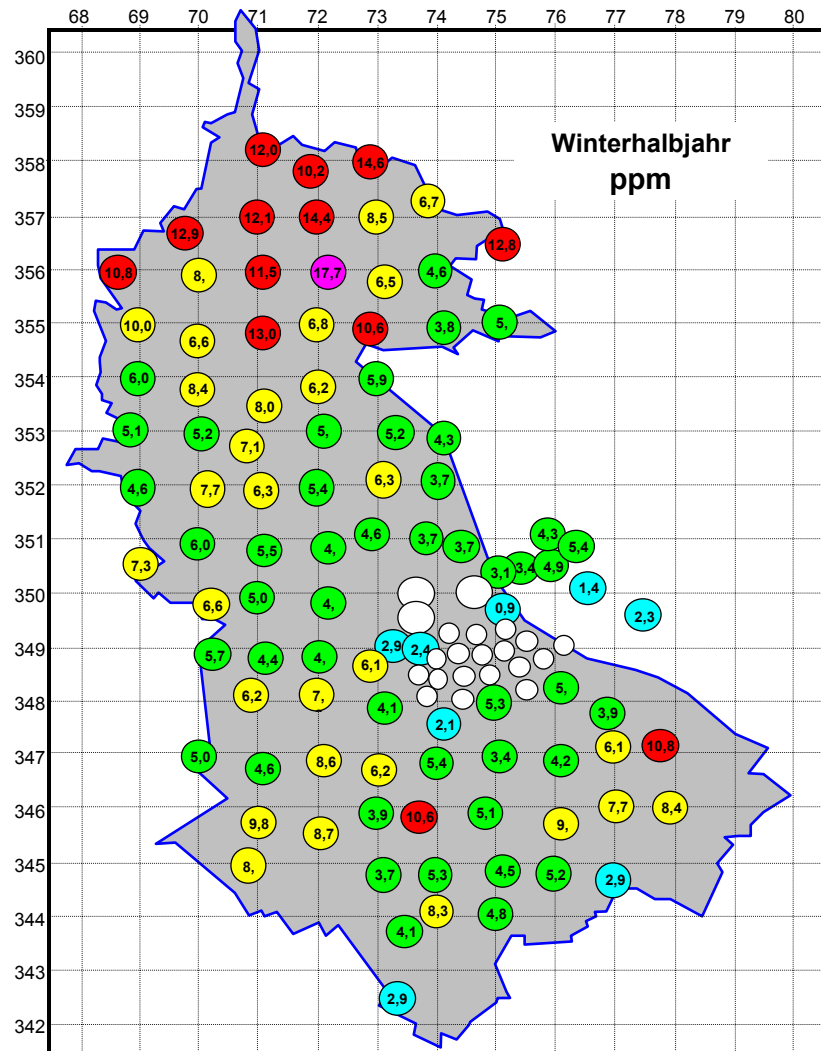 68 69 70 71 72 73 74 75 76 77 78 79 80
360
359
Winterhalbjahr
ppm
358 12,0 10,2 14,6
6,7
357 12,9 12,1 14,4 8,5
12,8
356 10,8 8, 11,5 17,7 6,5 4,6
355 10,0 6,6 13,0 6,8 10,6 3,8 5,
354 6,0 8,4 8,0 6,2 5,9
353 5,1 5,2 7,1 5, 5,2 4,3
352 4,6 7,7 6,3 5,4 6,3 3,7
351 6,0 5,5 4, 4,6 3,7 3,7 4,3 5,4
7,3 3,1 3,4 4,9
350 6,6 5,0 4, 0,9 1,4 2,3
349 5,7 4,4 4, 6,1 2,9 2,4
348 6,2 7, 4,1 5,3 5, 3,9
2,1
347 5,0 4,6 8,6 6,2 5,4 3,4 4,2 6,1 10,8
346 9,8 8,7 3,9 10,6 5,1 9, 7,7 8,4
345 8, 3,7 5,3 4,5 5,2 2,9
344 4,1 8,3 4,8
343
2,9
342